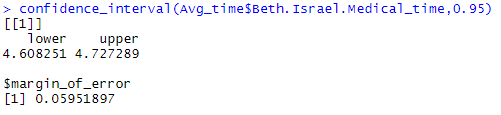 > confidence_interval(Avg_time$Beth.Israel.Medical_time,0.95)
[[1]]
lower upper
4.608251 4.727289
$margin_of_error
[1] 0.05951897